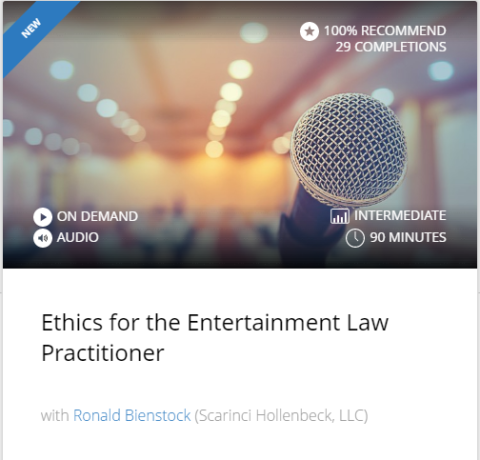 NEW
100% RECOMMEND
29 COMPLETIONS
ON DEMAND
AUDIO
INTERMEDIATE
90 MINUTES
Ethics for the Entertainment Law
Practitioner
with Ronald Bienstock (Scarinci Hollenbeck, LLC)